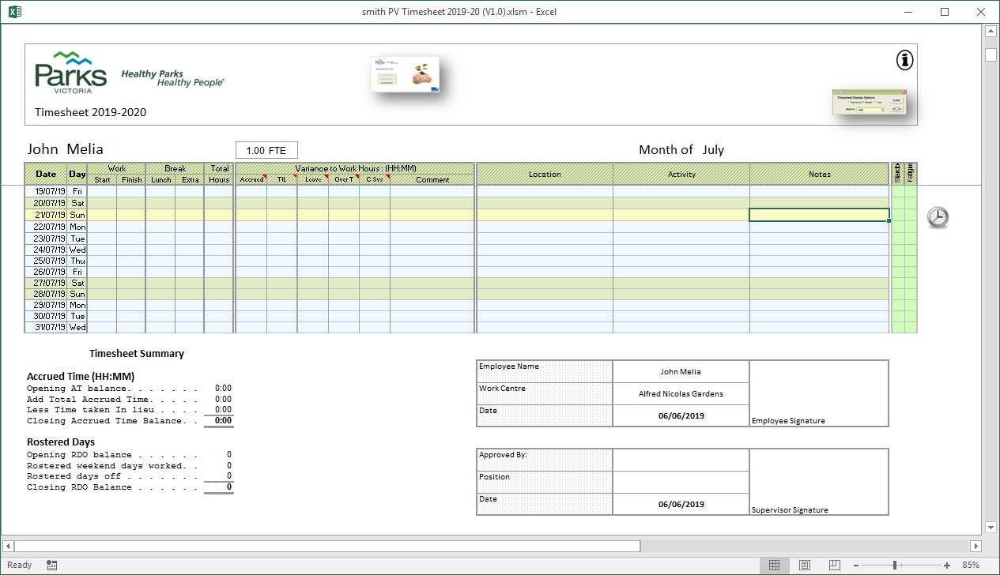 smith PV Timesheet 2019-20 (V1.0).xlsm - Excel
Parks
VICTORIA
Healthy Parks
Healthy People®
Timesheet 2019-2020
Timesheet Display Options
John Melia
1.00 FTE
Month of July
Date Day Work Break Total Variance to Work Hours : (HH:MM) Location Activity Notes Fatigue
Start Finish Lunch Extra Hours Accrued TIL Leave Over T C Svs Comment
19/07/19 Fri
20/07/19 Sat
21/07/19 Sun
22/07/19 Mon
23/07/19 Tue
24/07/19 Wed
25/07/19 Thu
26/07/19 Fri
27/07/19 Sat
28/07/19 Sun
29/07/19 Mon
30/07/19 Tue
31/07/19 Wed
Timesheet Summary
Accrued Time (HH:MM)
Opening AT balance. . . . . . . 0:00
Add Total Accrued Time. . . . . 0:00
Less Time taken In lieu . . . . 0:00
Closing Accrued Time Balance. . 0:00
Rostered Days
Opening RDO balance . . . . . . 0
Rostered weekend days worked. . 0
Rostered days off . . . . . . . 0
Closing RDO Balance . . . . . . 0
Employee Name John Melia
Work Centre Alfred Nicolas Gardens
Date 06/06/2019
Employee Signature
Approved By:
Position
Date 06/06/2019
Supervisor Signature
Ready
85%